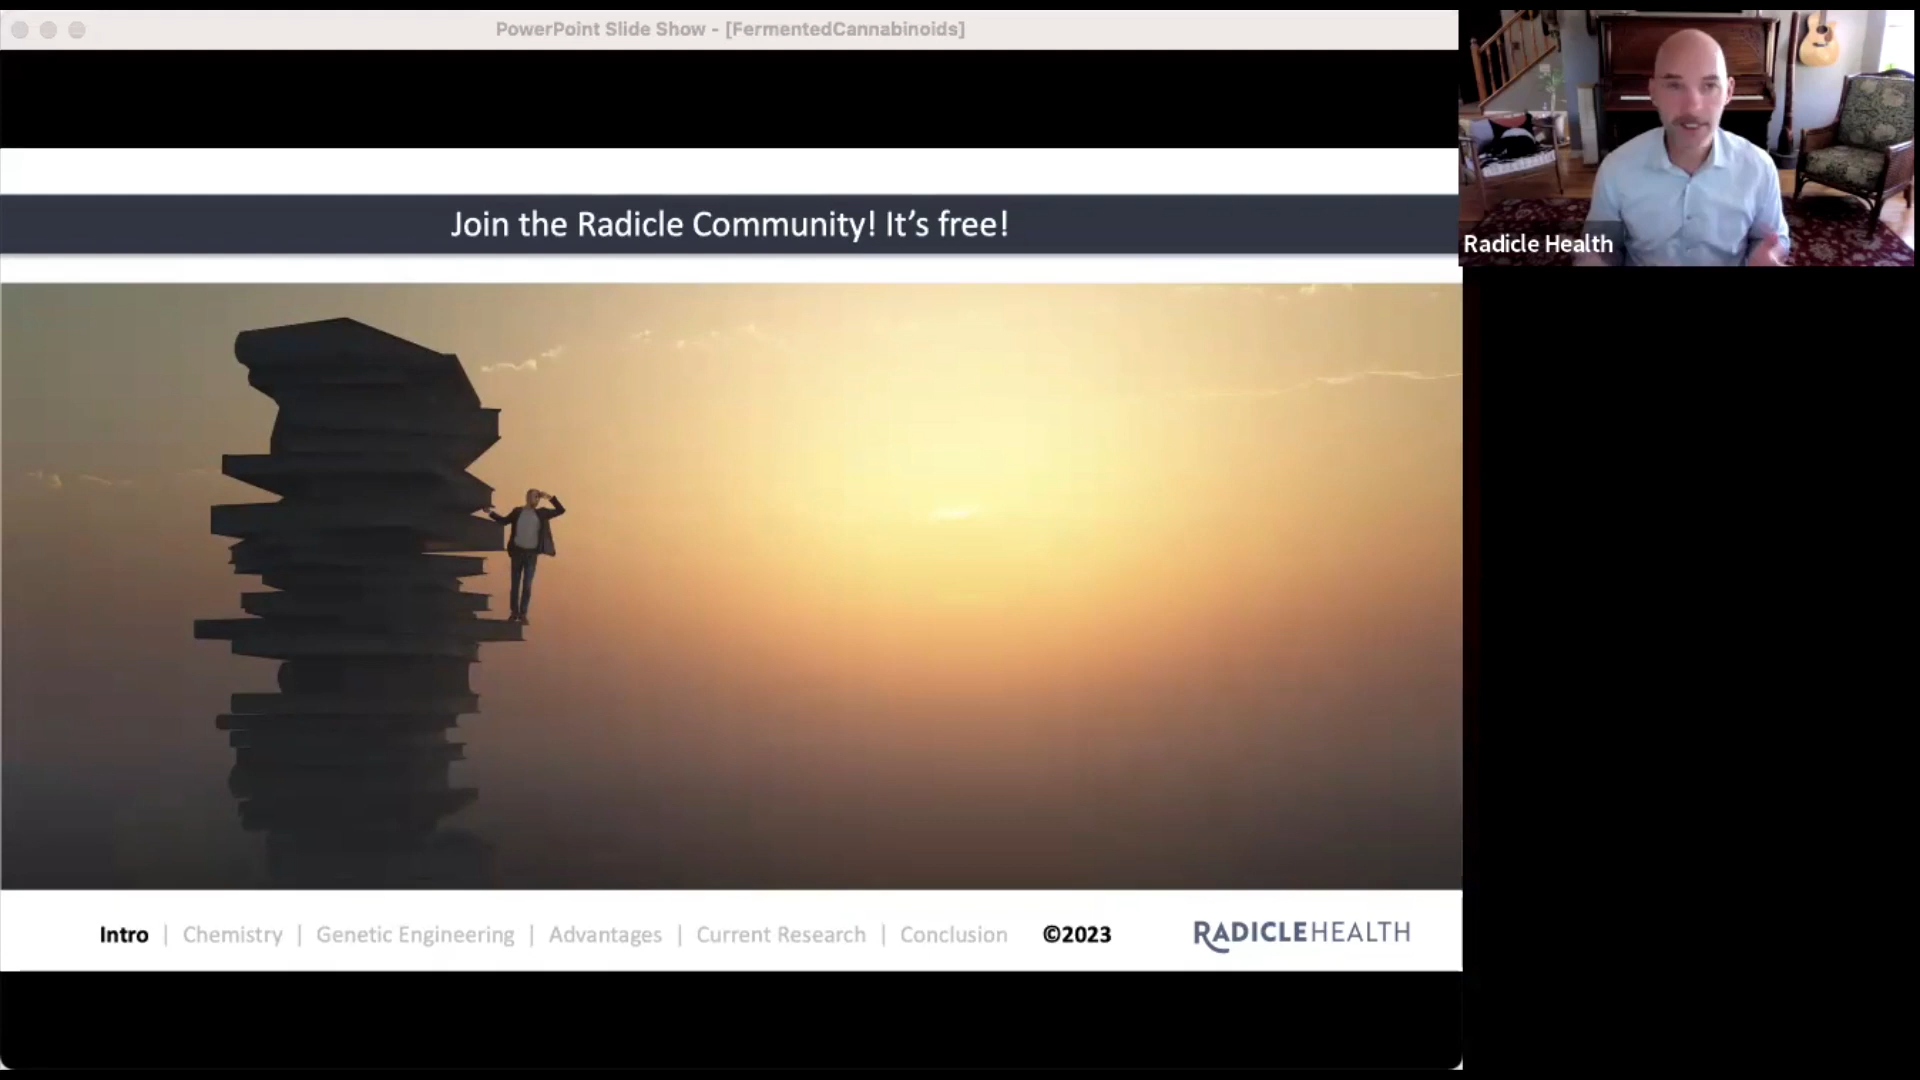 PowerPoint Slide Show - [FermentedCannabinoids]
Join the Radicle Community! It's free!
Radicle Health
Intro | Chemistry | Genetic Engineering | Advantages | Current Research | Conclusion ©2023 RADICLEHEALTH